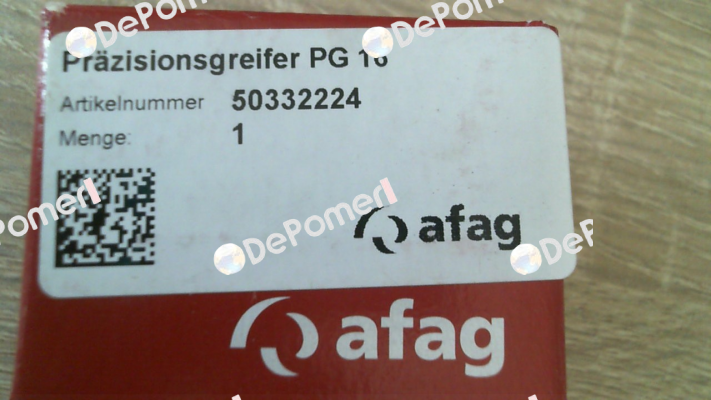 Präzisionsgreifer PG 16
Artikelnummer 50332224
Menge: 1
afag
afag
DePomerl
DePomerl
DePomerl
DePomerl
DePomerl